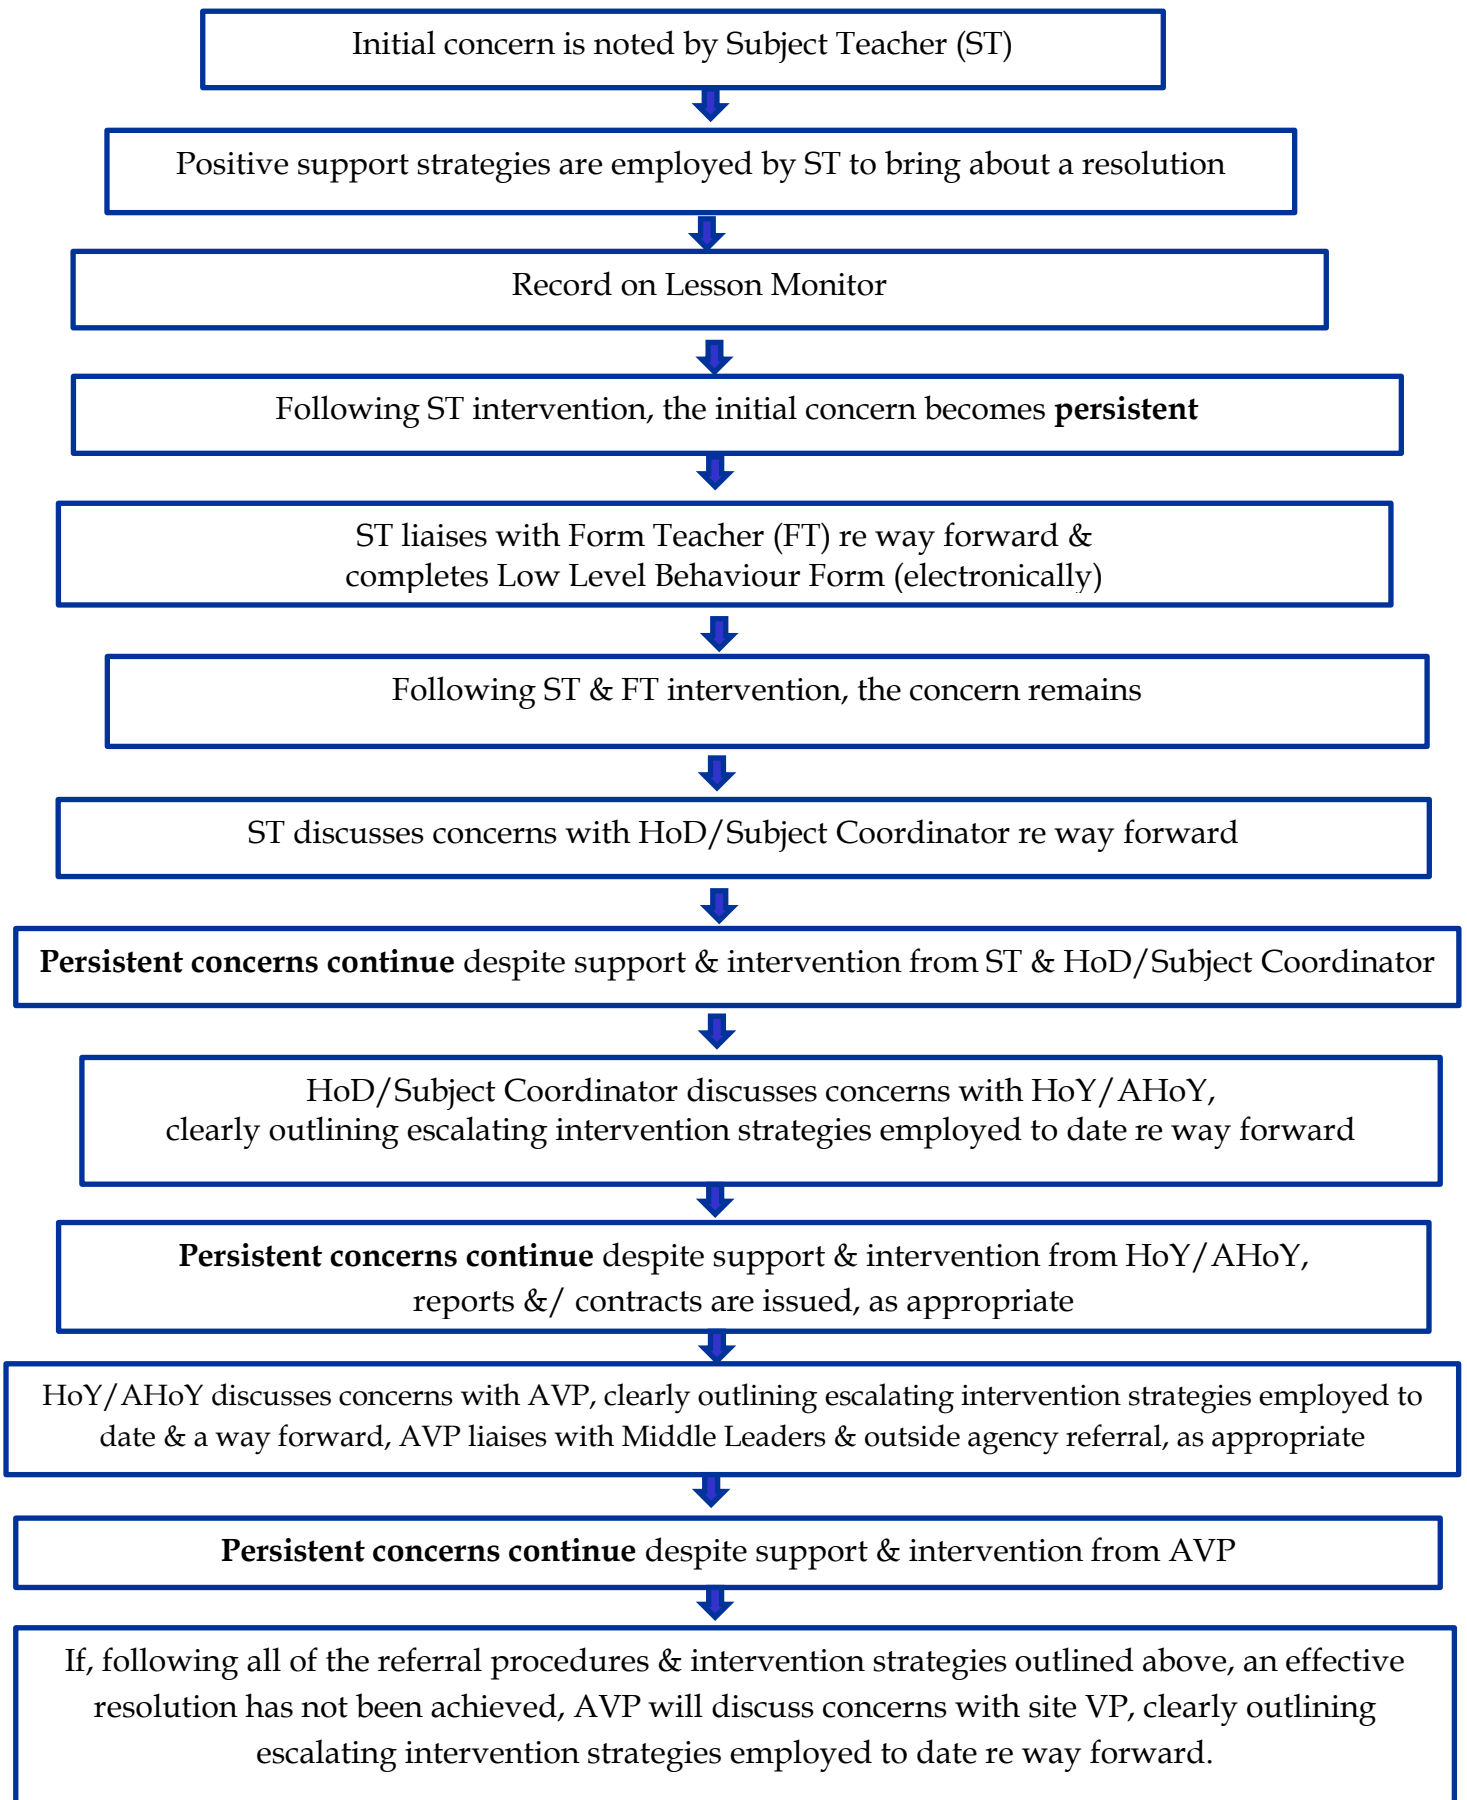 Initial concern is noted by Subject Teacher (ST)
Positive support strategies are employed by ST to bring about a resolution
Record on Lesson Monitor
Following ST intervention, the initial concern becomes persistent
ST liaises with Form Teacher (FT) re way forward &
completes Low Level Behaviour Form (electronically)
Following ST & FT intervention, the concern remains
ST discusses concerns with HoD/Subject Coordinator re way forward
Persistent concerns continue despite support & intervention from ST & HoD/Subject Coordinator
HoD/Subject Coordinator discusses concerns with HoY/AHoY,
clearly outlining escalating intervention strategies employed to date re way forward
Persistent concerns continue despite support & intervention from HoY/AHoY,
reports &/ contracts are issued, as appropriate
HoY/AHoY discusses concerns with AVP, clearly outlining escalating intervention strategies employed to
date & a way forward, AVP liaises with Middle Leaders & outside agency referral, as appropriate
Persistent concerns continue despite support & intervention from AVP
If, following all of the referral procedures & intervention strategies outlined above, an effective
resolution has not been achieved, AVP will discuss concerns with site VP, clearly outlining
escalating intervention strategies employed to date re way forward.